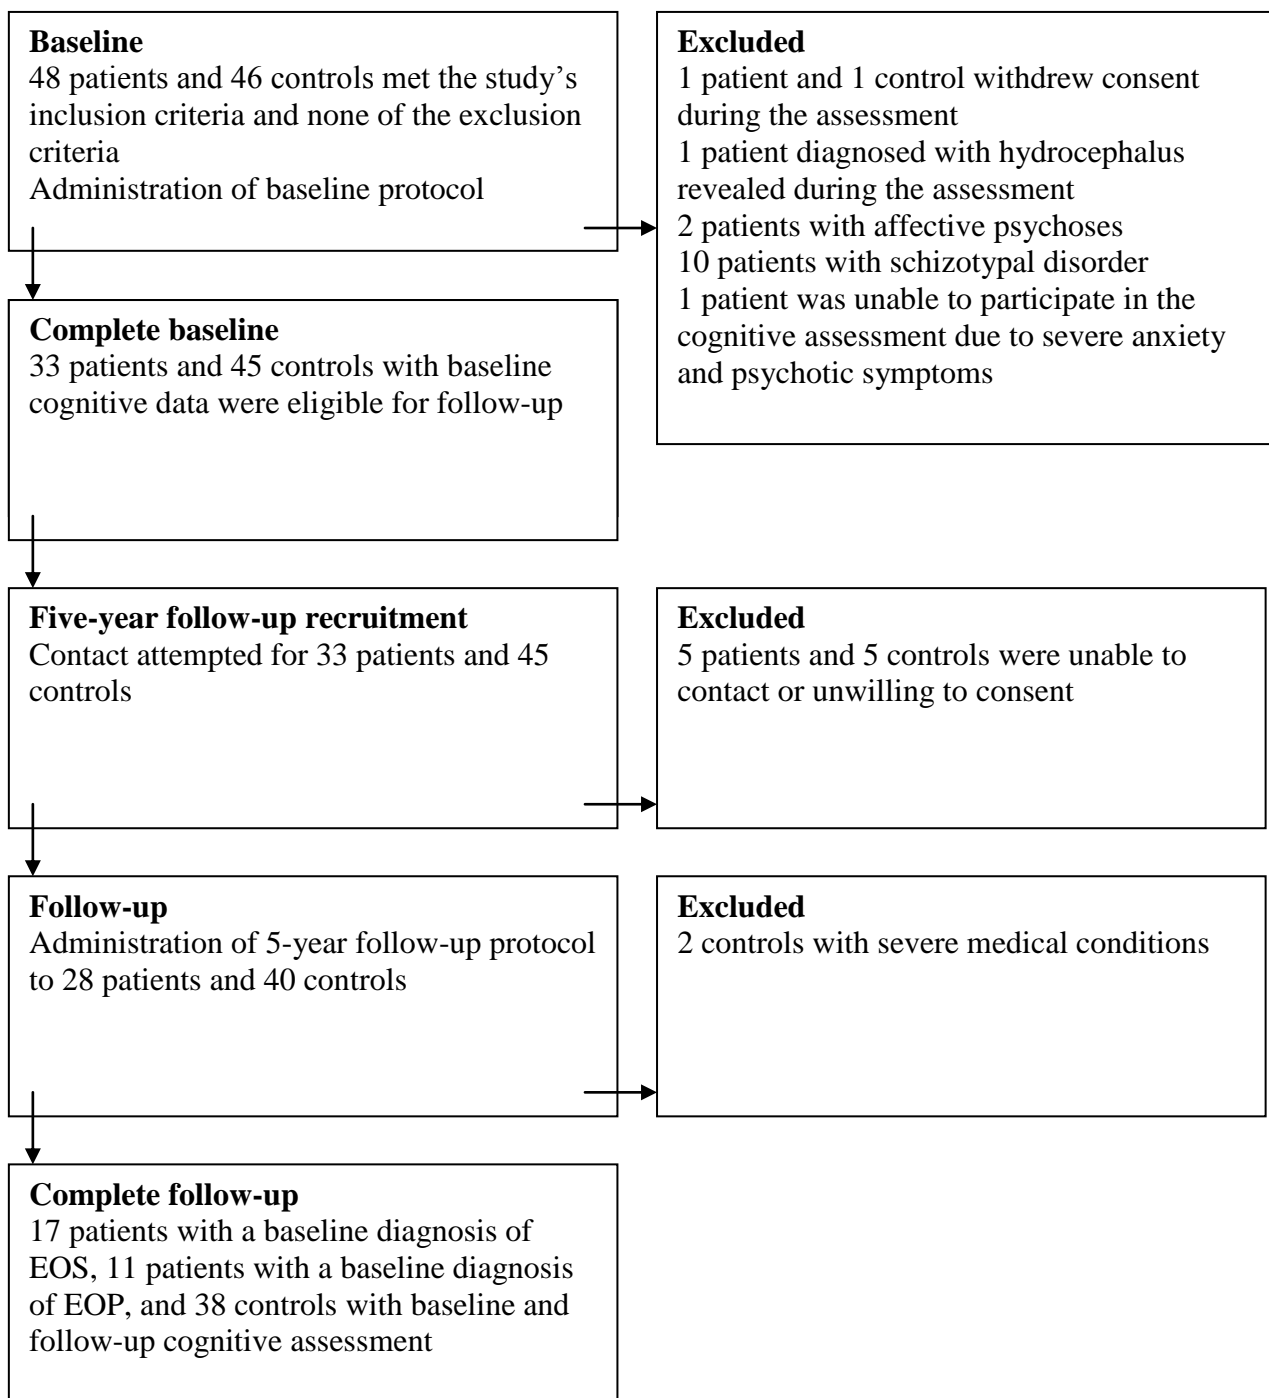 Baseline
48 patients and 46 controls met the study’s
inclusion criteria and none of the exclusion
criteria
Administration of baseline protocol
Excluded
1 patient and 1 control withdrew consent
during the assessment
1 patient diagnosed with hydrocephalus
revealed during the assessment
2 patients with affective psychoses
10 patients with schizotypal disorder
1 patient was unable to participate in the
cognitive assessment due to severe anxiety
and psychotic symptoms
Complete baseline
33 patients and 45 controls with baseline
cognitive data were eligible for follow-up
Five-year follow-up recruitment
Contact attempted for 33 patients and 45
controls
Excluded
5 patients and 5 controls were unable to
contact or unwilling to consent
Follow-up
Administration of 5-year follow-up protocol
to 28 patients and 40 controls
Excluded
2 controls with severe medical conditions
Complete follow-up
17 patients with a baseline diagnosis of
EOS, 11 patients with a baseline diagnosis
of EOP, and 38 controls with baseline and
follow-up cognitive assessment